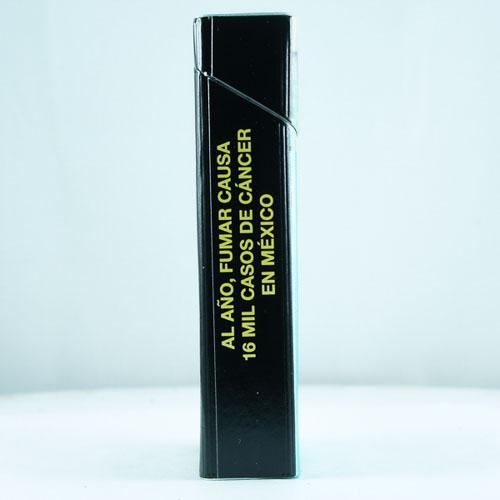 AL AÑO, FUMAR CAUSA
16 MIL CASOS DE CÁNCER
EN MÉXICO